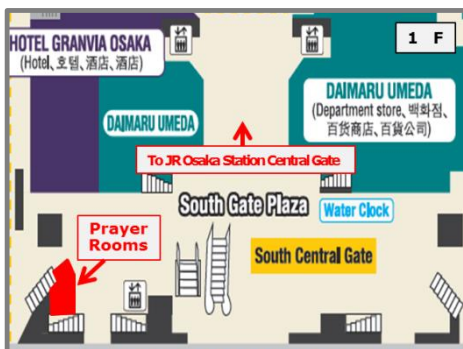 1 F
HOTEL GRANVIA OSAKA
(Hotel、호텔、酒店、酒店)
DAIMARU UMEDA
DAIMARU UMEDA
(Department store、백화점、
百货商店、百貨公司)
To JR Osaka Station Central Gate
South Gate Plaza
Water Clock
Prayer
Rooms
South Central Gate